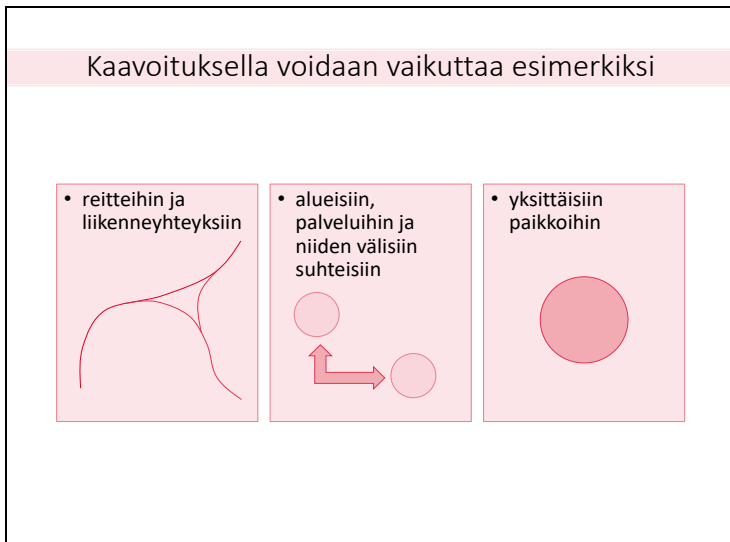 Kaavoituksella voidaan vaikuttaa esimerkiksi
• reitteihin ja
liikenneyhteyksiin
• alueisiin,
palveluihin ja
niiden välisiin
suhteisiin
• yksittäisiin
paikkoihin